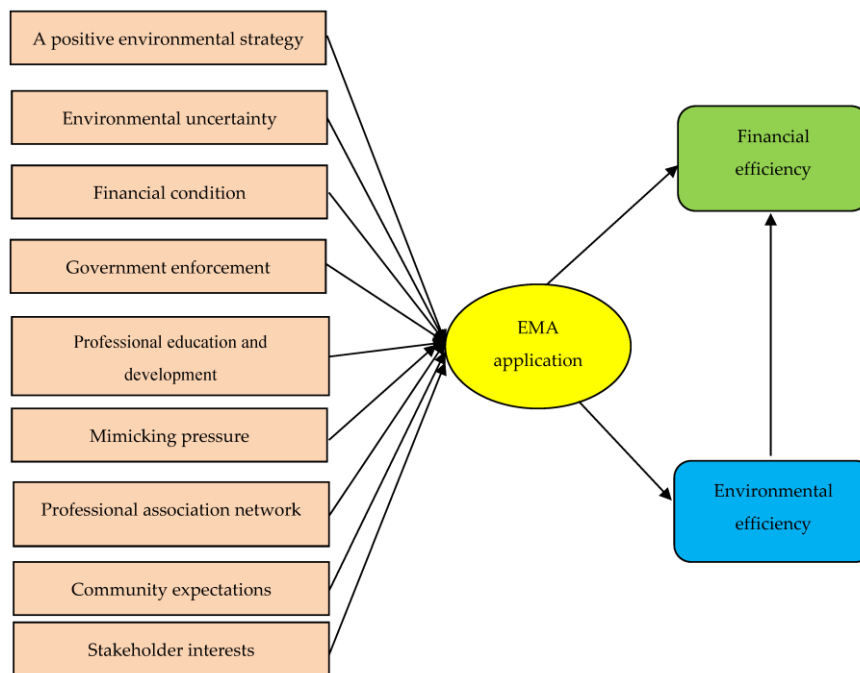 A positive environmental strategy
Environmental uncertainty
Financial condition
Government enforcement
Professional education and
development
Mimicking pressure
Professional association network
Community expectations
Stakeholder interests
EMA
application
Financial
efficiency
Environmental
efficiency